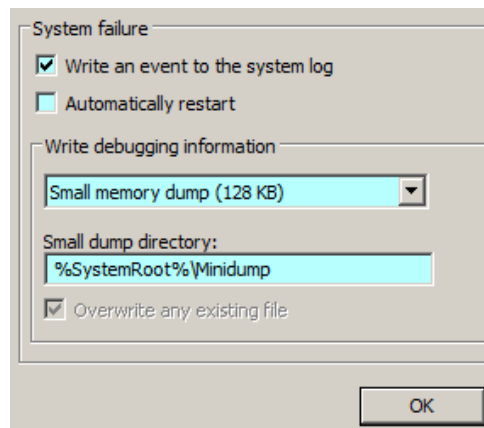 System failure
Write an event to the system log
Automatically restart
Write debugging information
Small memory dump (128 KB)
Small dump directory:
%SystemRoot%\Minidump
Overwrite any existing file
OK